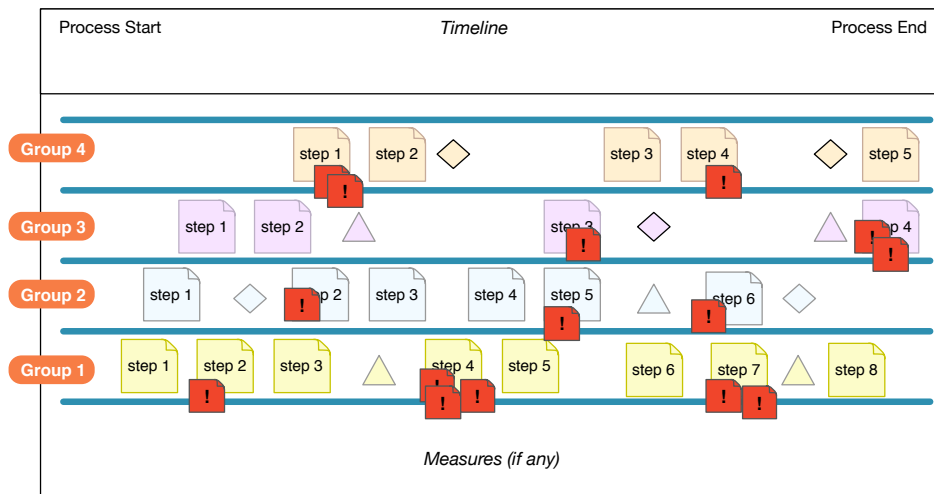 Process Start
Timeline
Process End
Group 4
step 1
step 2
step 3
step 4
step 5
!
!
Group 3
step 1
step 2
step 3
step 4
!
!
!
Group 2
step 1
step 2
step 3
step 4
step 5
step 6
!
!
!
Group 1
step 1
step 2
step 3
step 4
step 5
step 6
step 7
step 8
!
!
!
!
!
!
Measures (if any)